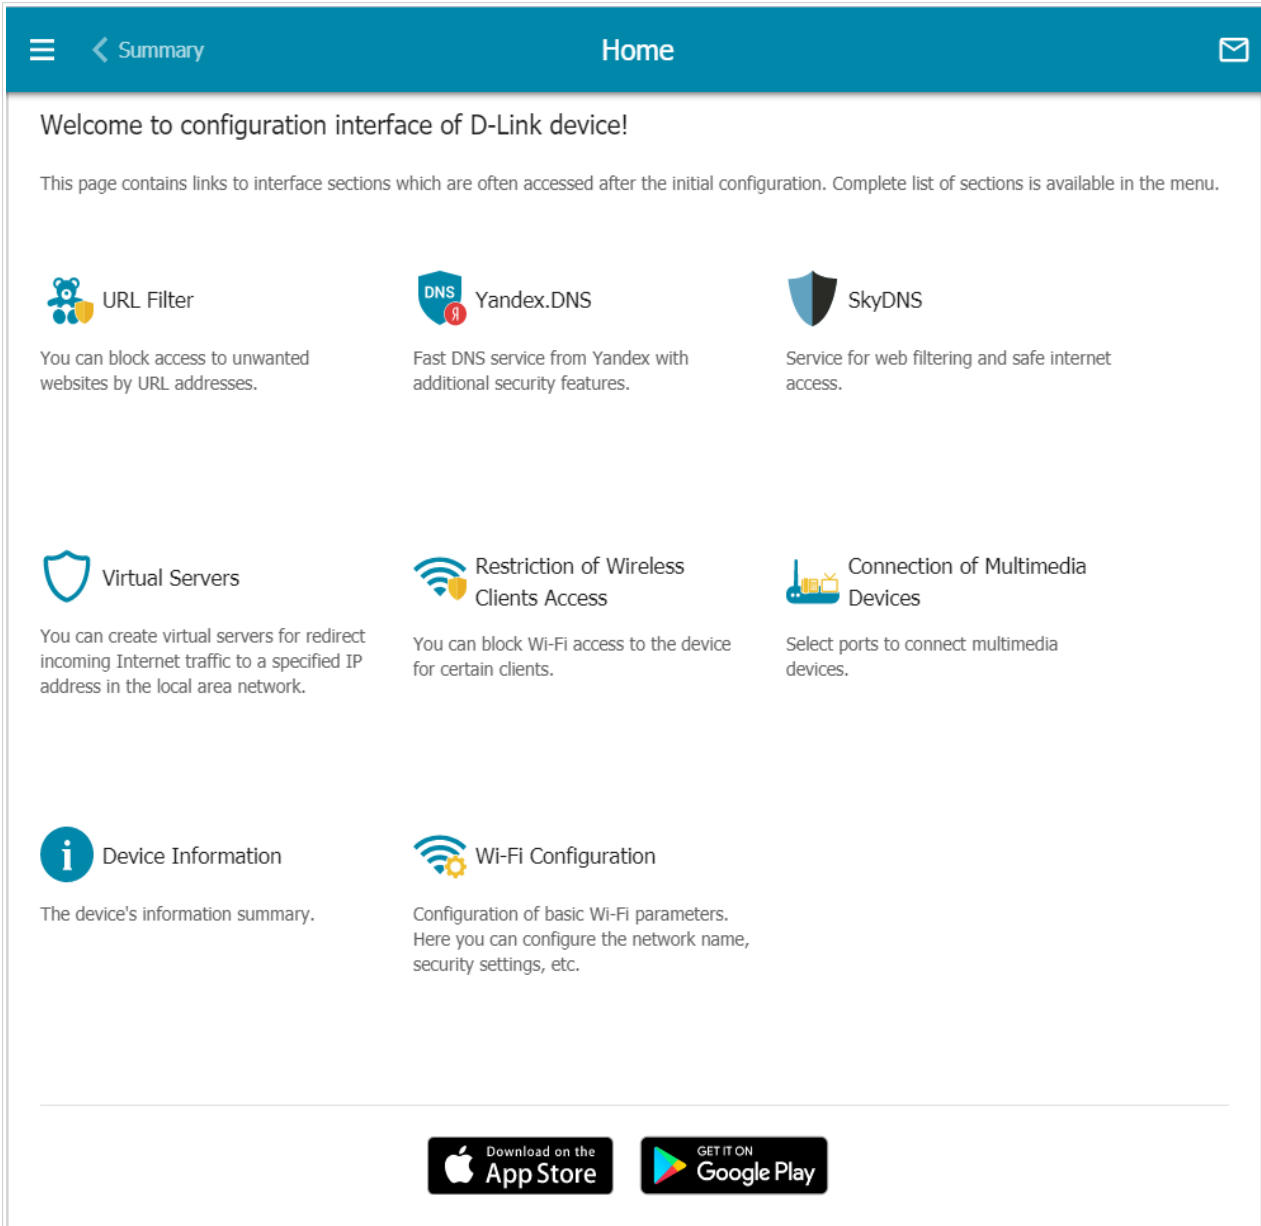 Summary
Home
Welcome to configuration interface of D-Link device!
This page contains links to interface sections which are often accessed after the initial configuration. Complete list of sections is available in the menu.
URL Filter
You can block access to unwanted
websites by URL addresses.
DNS
Я
Yandex.DNS
Fast DNS service from Yandex with
additional security features.
SkyDNS
Service for web filtering and safe internet
access.
Virtual Servers
You can create virtual servers for redirect
incoming Internet traffic to a specified IP
address in the local area network.
Restriction of Wireless
Clients Access
You can block Wi-Fi access to the device
for certain clients.
Connection of Multimedia
Devices
Select ports to connect multimedia
devices.
i
Device Information
The device's information summary.
Wi-Fi Configuration
Configuration of basic Wi-Fi parameters.
Here you can configure the network name,
security settings, etc.
Download on the
App Store
GET IT ON
Google Play